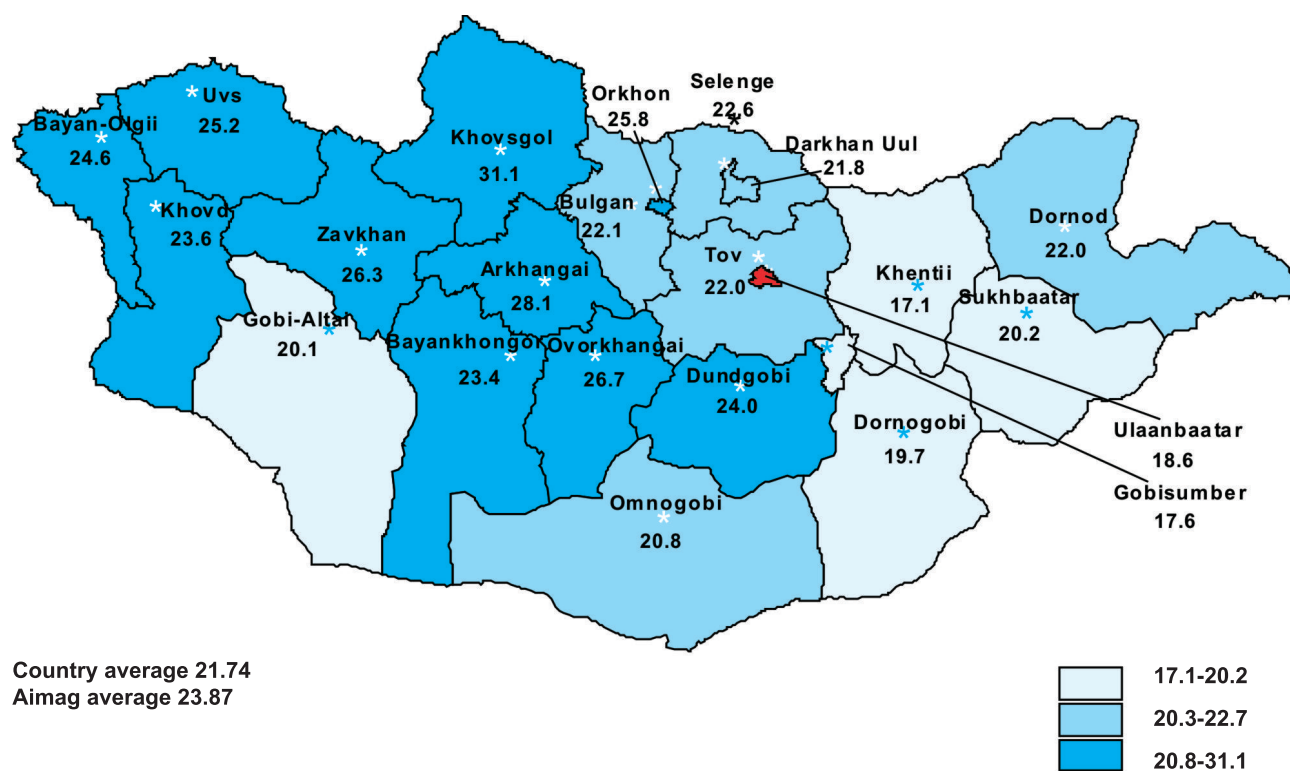 Selenge
22.6
Orkhon
25.8
Uvs
25.2
Bayan-Olgii
24.6
Khovsgol
31.1
Darkhan Uul
21.8
Khovd
23.6
Bulgan
22.1
Dornod
22.0
Zavkhan
26.3
Tov
22.0
Arkhangai
28.1
Khentii
17.1
Sukhbaatar
20.2
Gobi-Altai
20.1
Bayankhongor
23.4
Ovorkhangai
26.7
Dundgobi
24.0
Dornogobi
19.7
Ulaanbaatar
18.6
Gobisumber
17.6
Omnogobi
20.8
Country average 21.74
Aimag average 23.87
17.1-20.2
20.3-22.7
20.8-31.1